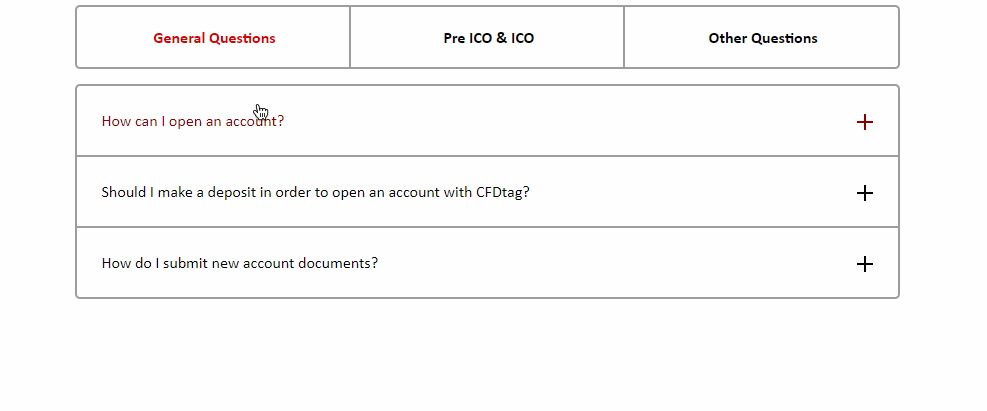 General Questions
Pre ICO & ICO
Other Questions
How can I open an account?
Should I make a deposit in order to open an account with CFDtag?
How do I submit new account documents?